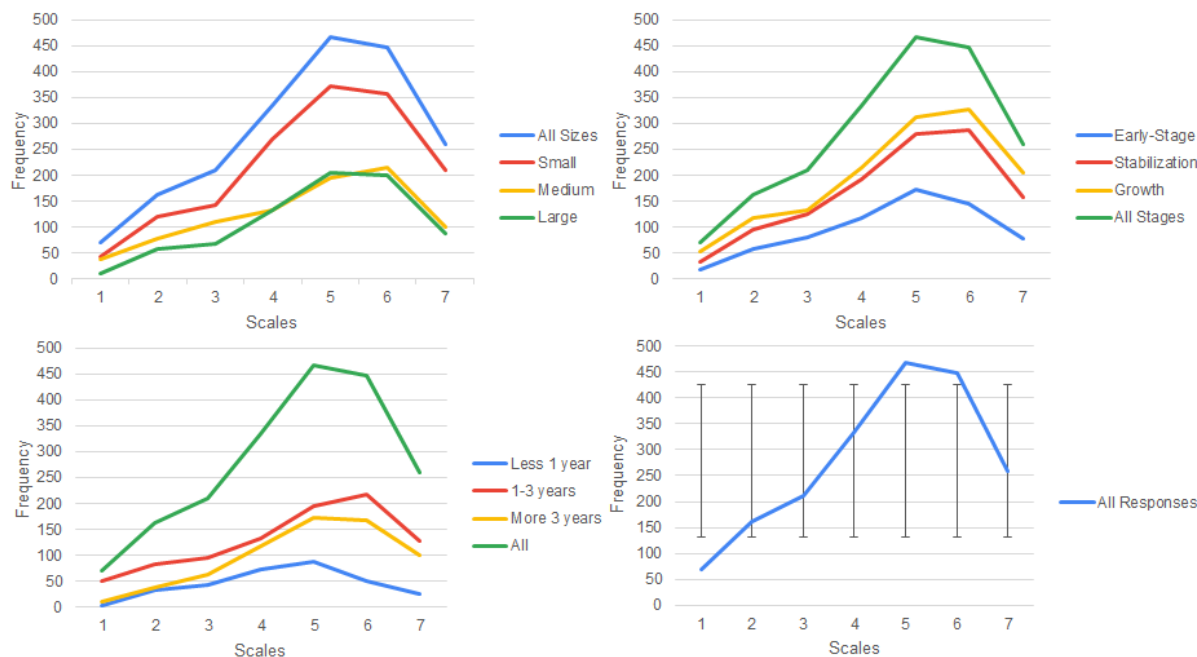 500
450
400
350
300
250
200
150
100
50
0
Frequency
1 2 3 4 5 6 7
Scales
All Sizes
Small
Medium
Large
500
450
400
350
300
250
200
150
100
50
0
Frequency
1 2 3 4 5 6 7
Scales
Early-Stage
Stabilization
Growth
All Stages
500
450
400
350
300
250
200
150
100
50
0
Frequency
1 2 3 4 5 6 7
Scales
Less 1 year
1-3 years
More 3 years
All
500
450
400
350
300
250
200
150
100
50
0
Frequency
1 2 3 4 5 6 7
Scales
All Responses